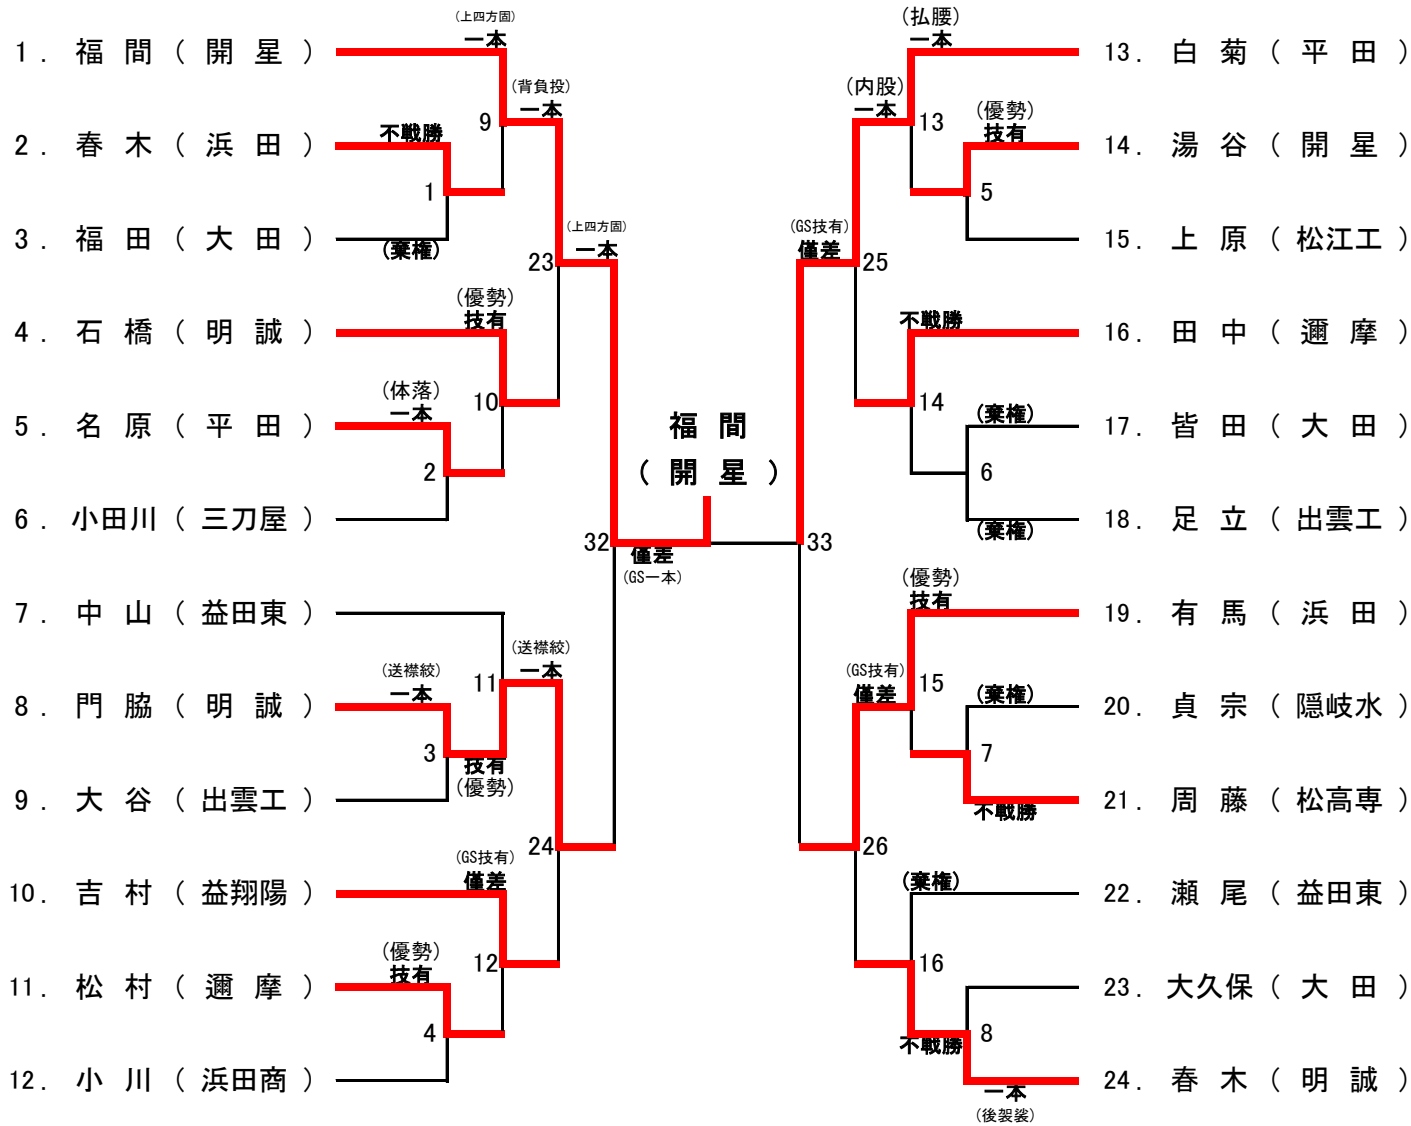 (上四方固)
一本
1. 福 間 ( 開 星 )
(背負投)
一本
9
不戦勝
2. 春 木 ( 浜 田 )
1
3. 福 田 ( 大 田 )
(棄権)
(上四方固)
一本
23
(優勢)
技有
4. 石 橋 ( 明 誠 )
(体落)
一本
10
5. 名 原 ( 平 田 )
2
6. 小田川 ( 三刀屋 )
32
7. 中 山 ( 益田東 )
(送襟絞)
一本
(送襟絞)
一本
11
8. 門 脇 ( 明 誠 )
3
技有
(優勢)
9. 大 谷 ( 出雲工 )
24
(GS技有)
僅差
10. 吉 村 ( 益翔陽 )
(優勢)
技有
12
11. 松 村 ( 邇 摩 )
4
12. 小 川 ( 浜田商 )
福 間
( 開 星 )
僅差
(GS一本)
(払腰)
一本
13. 白 菊 ( 平 田 )
(内股)
一本
13
(優勢)
技有
14. 湯 谷 ( 開 星 )
5
15. 上 原 ( 松江工 )
(GS技有)
僅差
25
不戦勝
16. 田 中 ( 邇 摩 )
14
(棄権)
17. 皆 田 ( 大 田 )
6
18. 足 立 ( 出雲工 )
(棄権)
33
(優勢)
技有
19. 有 馬 ( 浜 田 )
(GS技有)
僅差
15
(棄権)
20. 貞 宗 ( 隠岐水 )
7
21. 周 藤 ( 松高専 )
不戦勝
26
(棄権)
22. 瀬 尾 ( 益田東 )
16
23. 大久保 ( 大 田 )
8
不戦勝
24. 春 木 ( 明 誠 )
一本
(後袈裟)